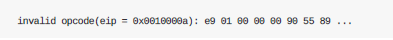 invalid opcode(eip = 0x0010000a): e9 01 00 00 00 90 55 89 ...